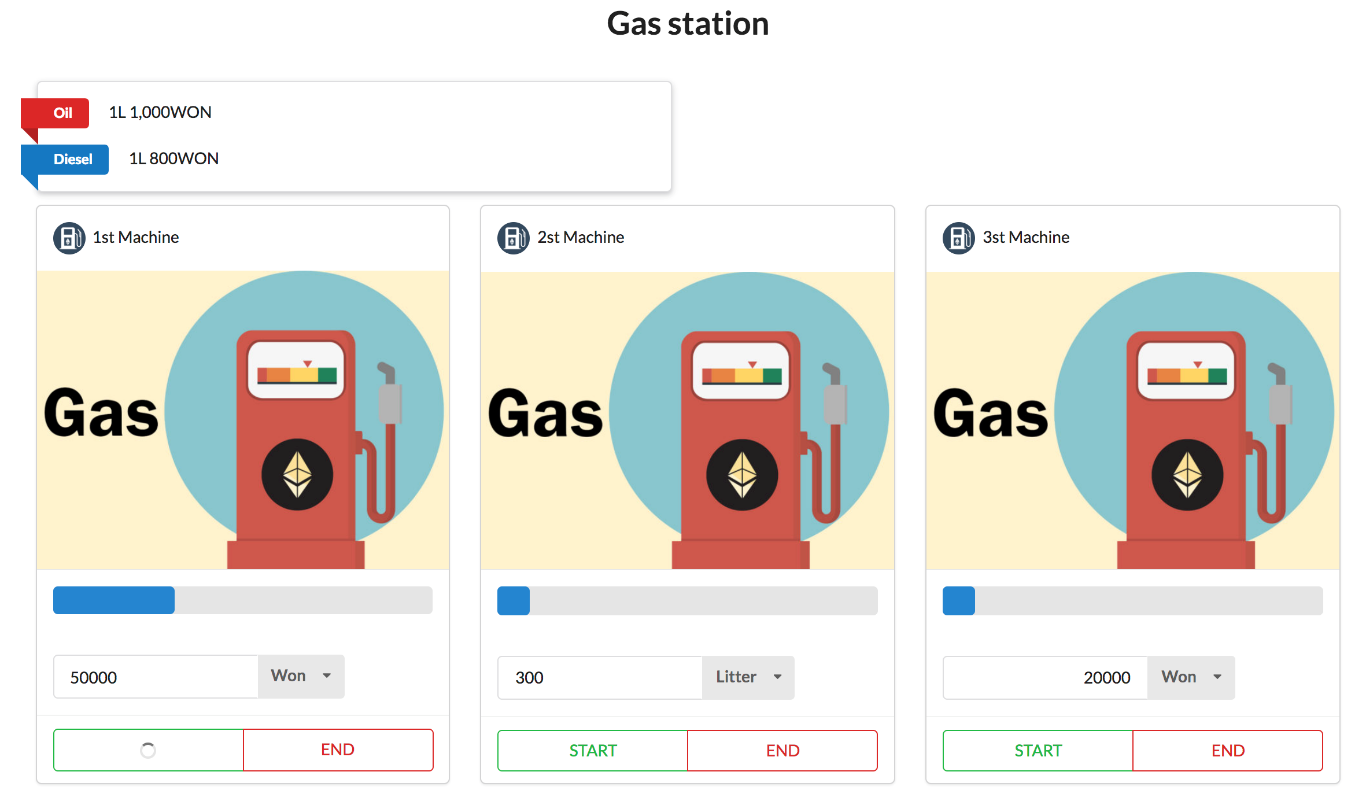 Gas station
Oil 1L 1,000WON
Diesel 1L 800WON
1st Machine
Gas
50000 Won
END
2st Machine
Gas
300 Litter
START END
3st Machine
Gas
20000 Won
START END